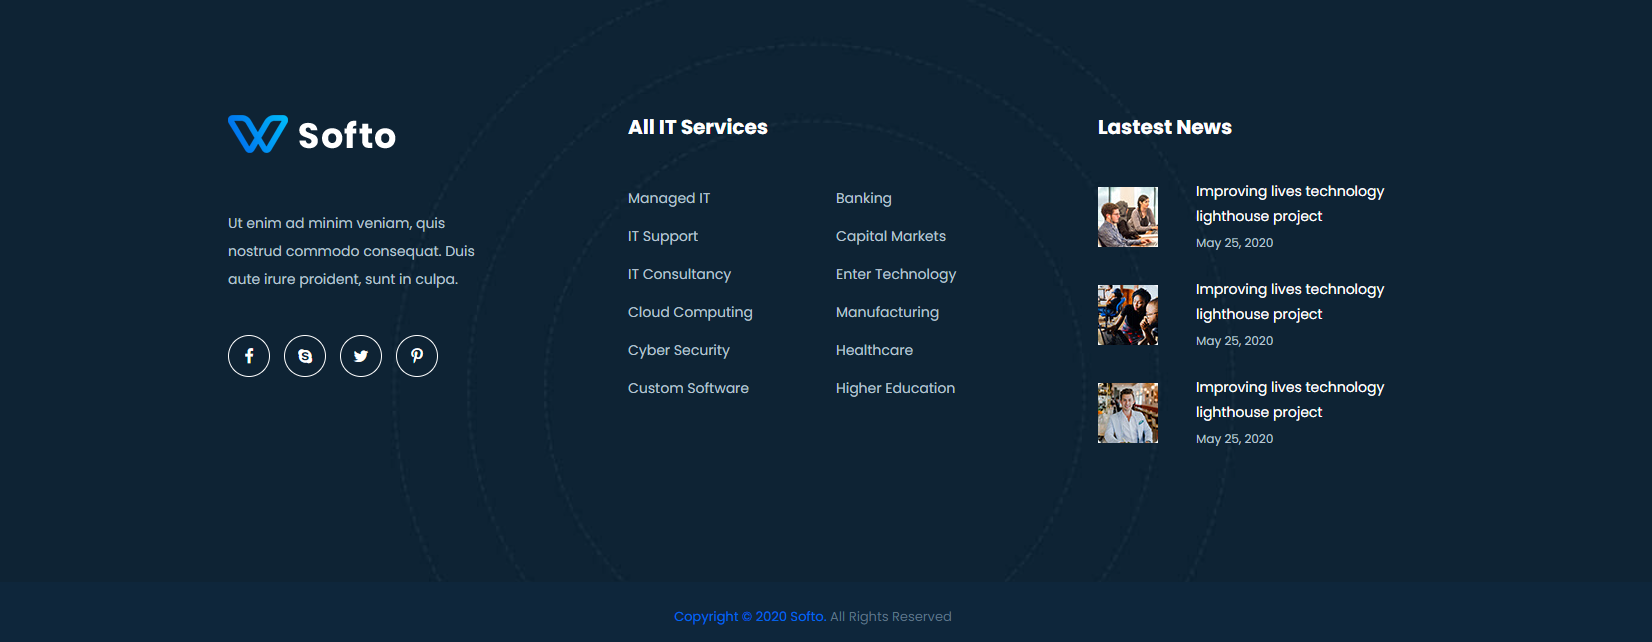 Softo
Ut enim ad minim veniam, quis
nostrud commodo consequat. Duis
aute irure proident, sunt in culpa.
All IT Services
Managed IT
IT Support
IT Consultancy
Cloud Computing
Cyber Security
Custom Software
Banking
Capital Markets
Enter Technology
Manufacturing
Healthcare
Higher Education
Lastest News
Improving lives technology
lighthouse project
May 25, 2020
Improving lives technology
lighthouse project
May 25, 2020
Improving lives technology
lighthouse project
May 25, 2020
Copyright © 2020 Softo. All Rights Reserved